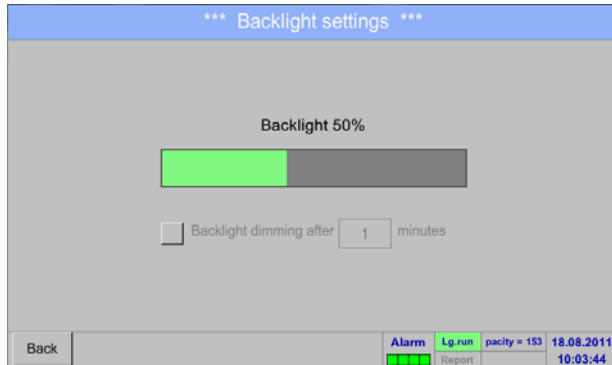 *** Backlight settings ***
Backlight 50%
Backlight dimming after 1 minutes
Back
Alarm Lg.run pacity = 153 18.08.2011
Report 10:03:44